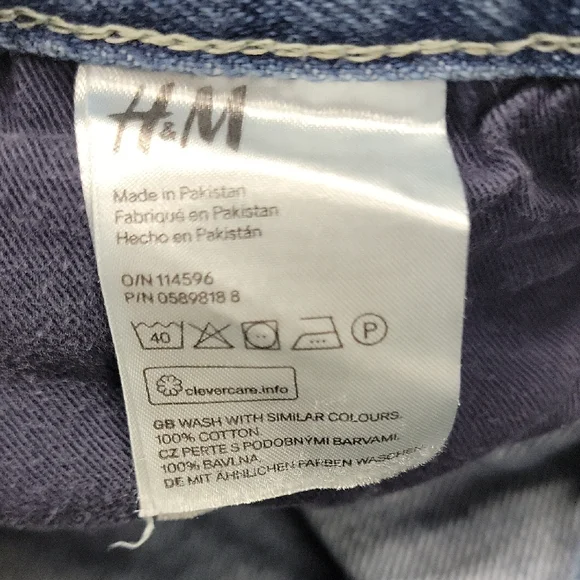 H&M
Made in Pakistan
Fabriqué en Pakistan
Hecho en Pakistán
O/N 114596
P/N 0589818 8
40 P
clevercare.info
GB WASH WITH SIMILAR COLOURS.
100% COTTON.
CZ PERTE S PODOBNÝMI BARVAMI.
100% BAVLNA.
DE MIT ÄHNLICHEN FARBEN WASCHEN